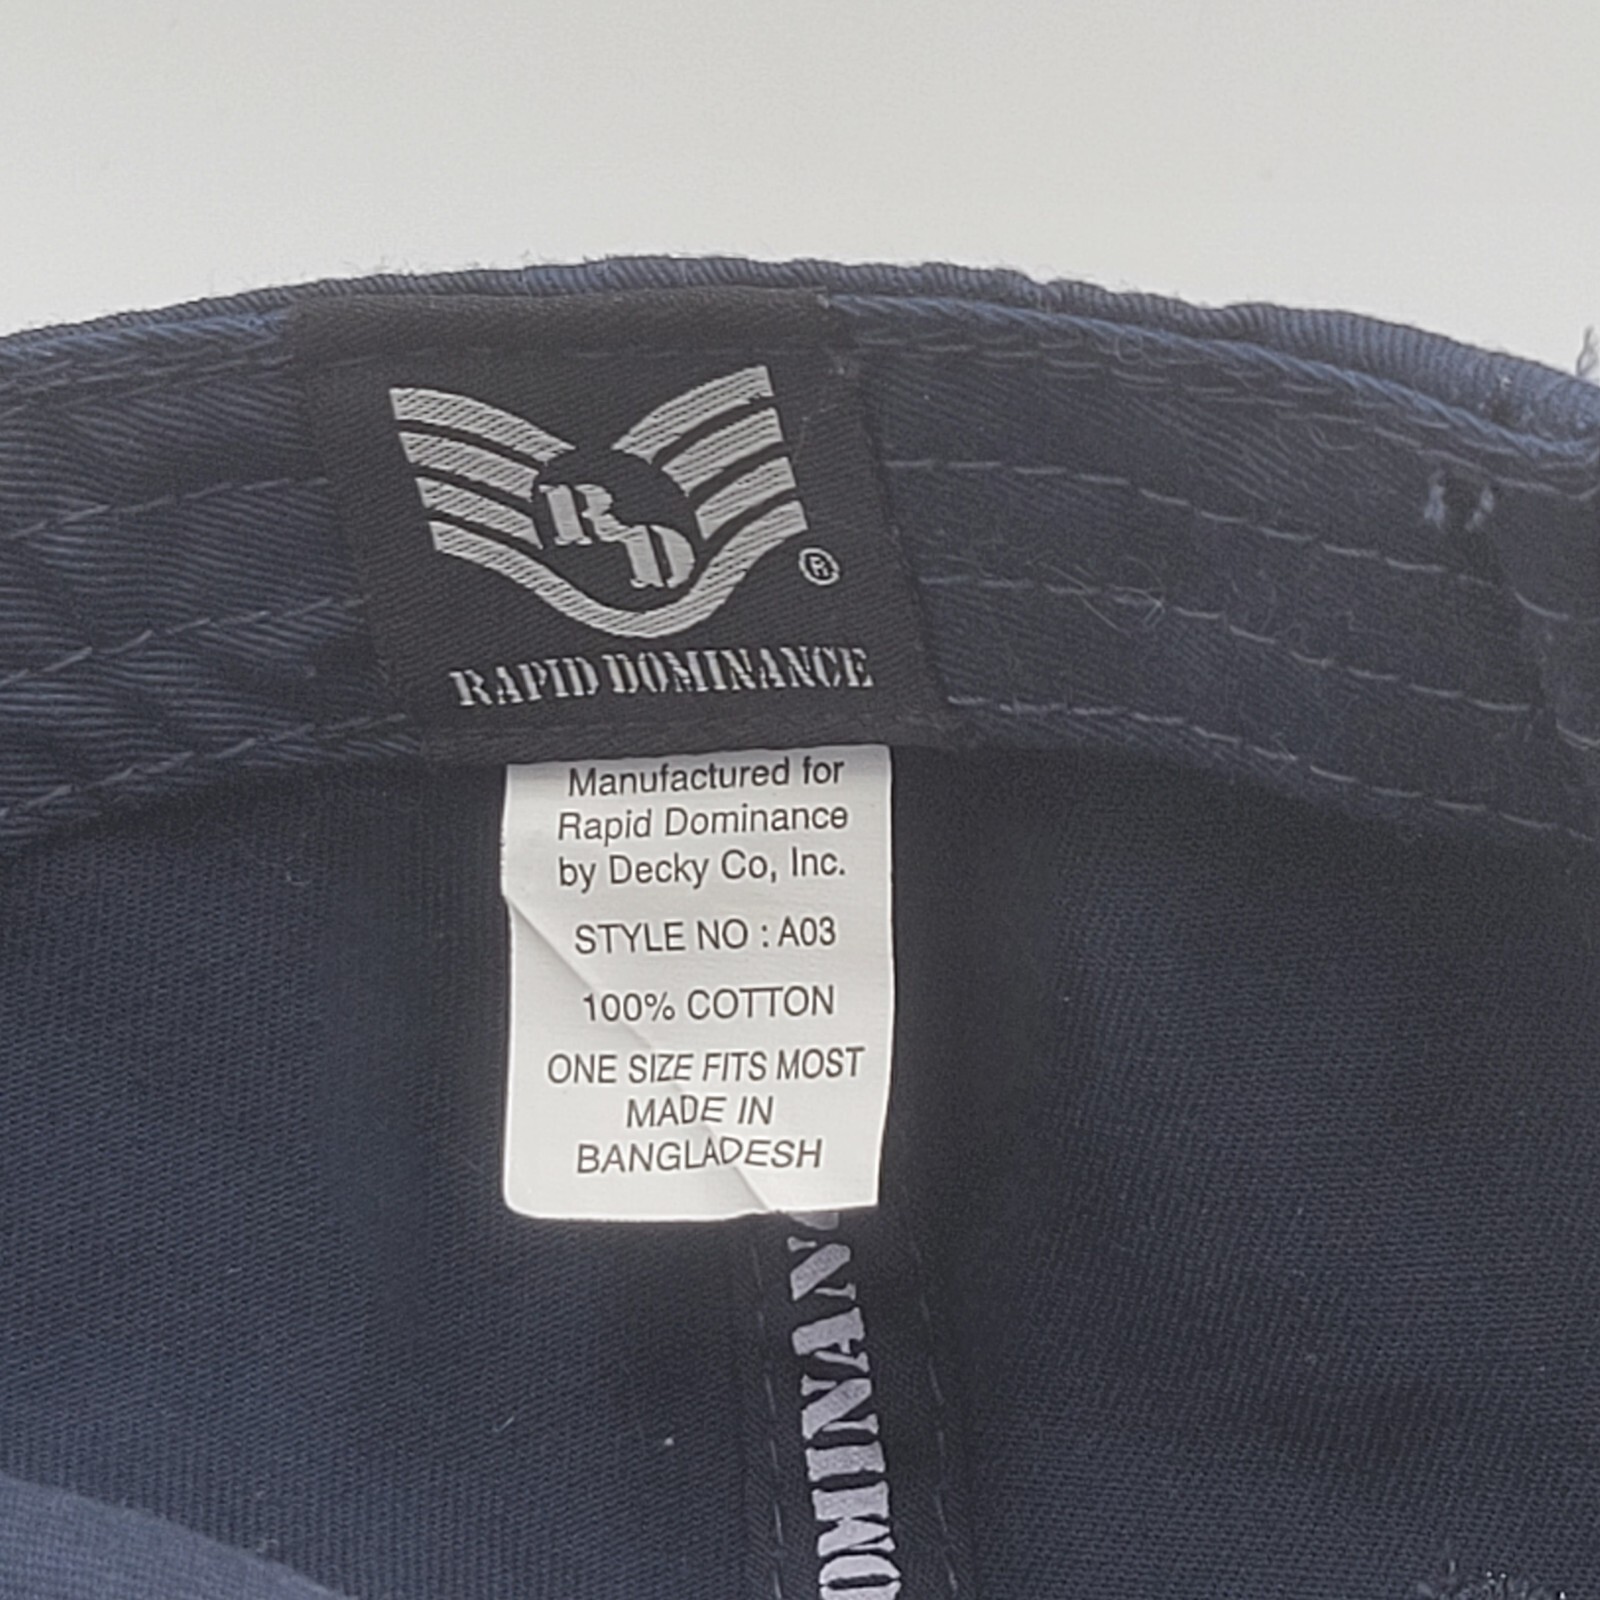 RD
®
RAPID DOMINANCE
Manufactured for
Rapid Dominance
by Decky Co, Inc.
STYLE NO : A03
100% COTTON
ONE SIZE FITS MOST
MADE IN
BANGLADESH
OMINAN